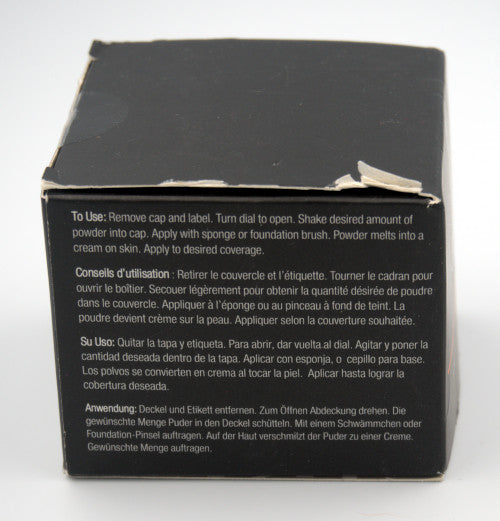 To Use: Remove cap and label. Turn dial to open. Shake desired amount of
powder into cap. Apply with sponge or foundation brush. Powder melts into a
cream on skin. Apply to desired coverage.
Conseils d'utilisation : Retirer le couvercle et l'étiquette. Tourner le cadran pour
ouvrir le boîtier. Secouer légèrement pour obtenir la quantité désirée de poudre
dans le couvercle. Appliquer à l'éponge ou au pinceau à fond de teint. La
poudre devient crème sur la peau. Appliquer selon la couverture souhaitée.
Su Uso: Quitar la tapa y etiqueta. Para abrir, dar vuelta al dial. Agitar y poner la
cantidad deseada dentro de la tapa. Aplicar con esponja, o cepillo para base.
Los polvos se convierten en crema al tocar la piel. Aplicar hasta lograr la
cobertura deseada.
Anwendung: Deckel und Etikett entfernen. Zum Öffnen Abdeckung drehen. Die
gewünschte Menge Puder in den Deckel schütteln. Mit einem Schwämmchen oder
Foundation-Pinsel auftragen. Auf der Haut verschmilzt der Puder zu einer Creme.
Gewünschte Menge auftragen.